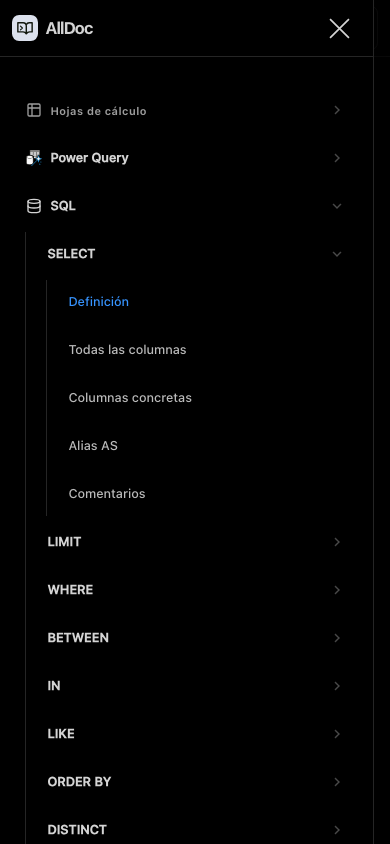 AllDoc
Hojas de cálculo
Power Query
SQL
SELECT
Definición
Todas las columnas
Columnas concretas
Alias AS
Comentarios
LIMIT
WHERE
BETWEEN
IN
LIKE
ORDER BY
DISTINCT